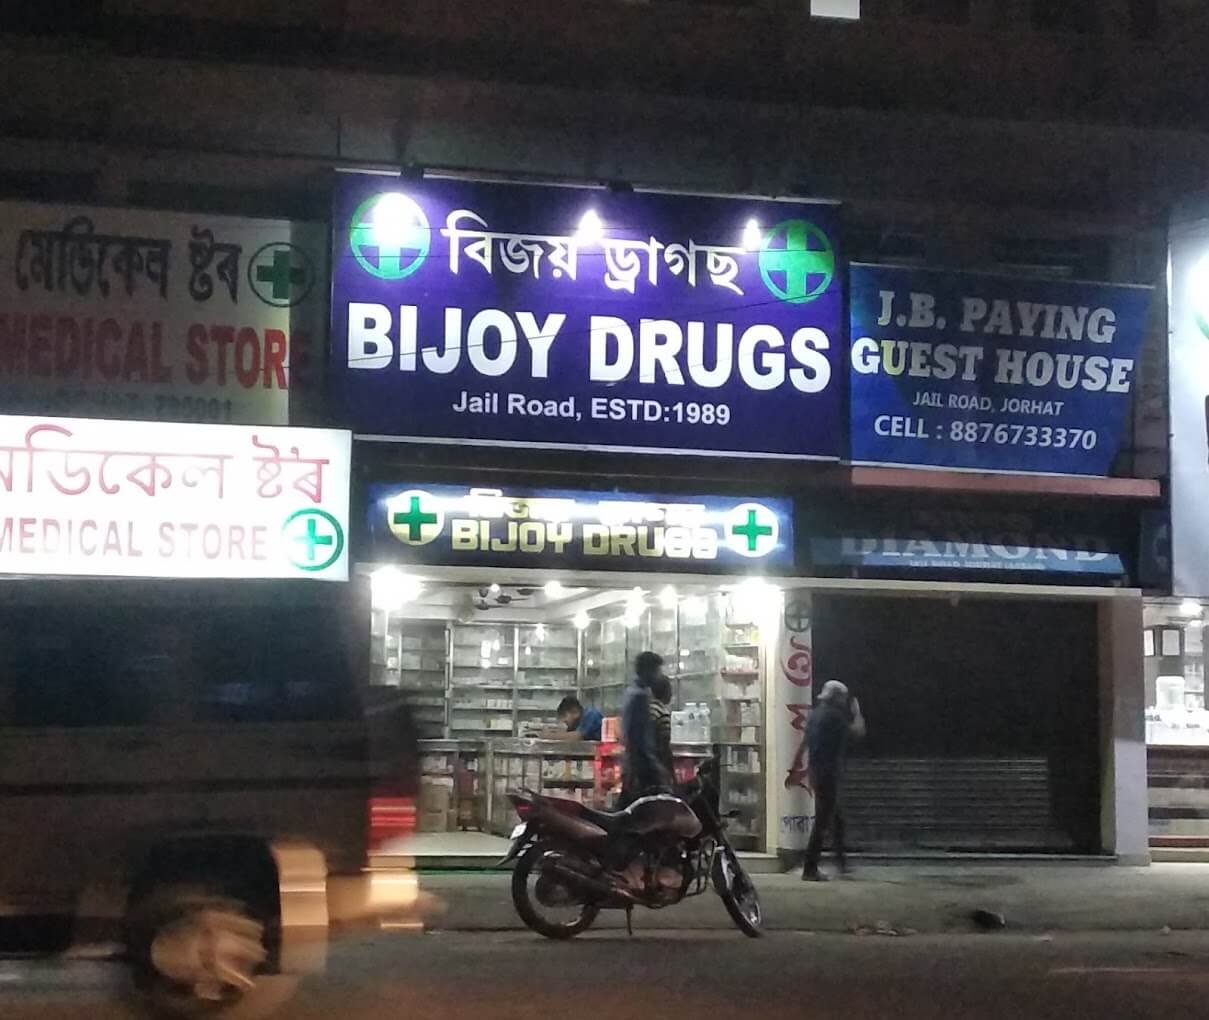 মেডিকেল ষ্টৰ
MEDICAL STORE
মেডিকেল ষ্ট'ৰ
MEDICAL STORE
বিজয় ড্ৰাগছ
BIJOY DRUGS
Jail Road, ESTD:1989
BIJOY DRUGS
J.B. PAYING
GUEST HOUSE
JAIL ROAD, JORHAT
CELL : 8876733370
DIAMOND